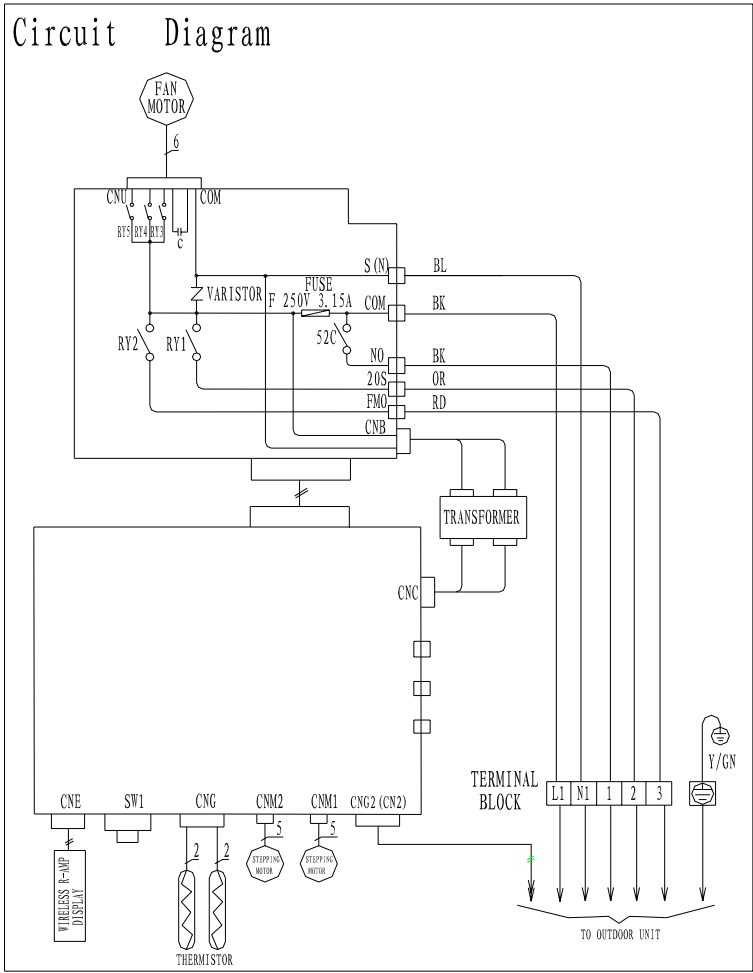 Circuit Diagram
FAN
MOTOR
6
CNU
COM
RY5 RY4 RY3
C
S(N)
BL
FUSE
VARISTOR
F 250V 3.15A
COM
BK
RY2
RY1
52C
NO
BK
20S
OR
FMO
RD
CNB
TRANSFORMER
CNC
Y/GN
TERMINAL
BLOCK
L1 N1 1 2 3
CNE
SW1
CNG
CNM2
CNM1
CNG2(CN2)
5
5
2
2
STEPPING
MOTOR
STEPPING
MOTOR
WIRELESS R-AMP
DISPLAY
THERMISTOR
TO OUTDOOR UNIT